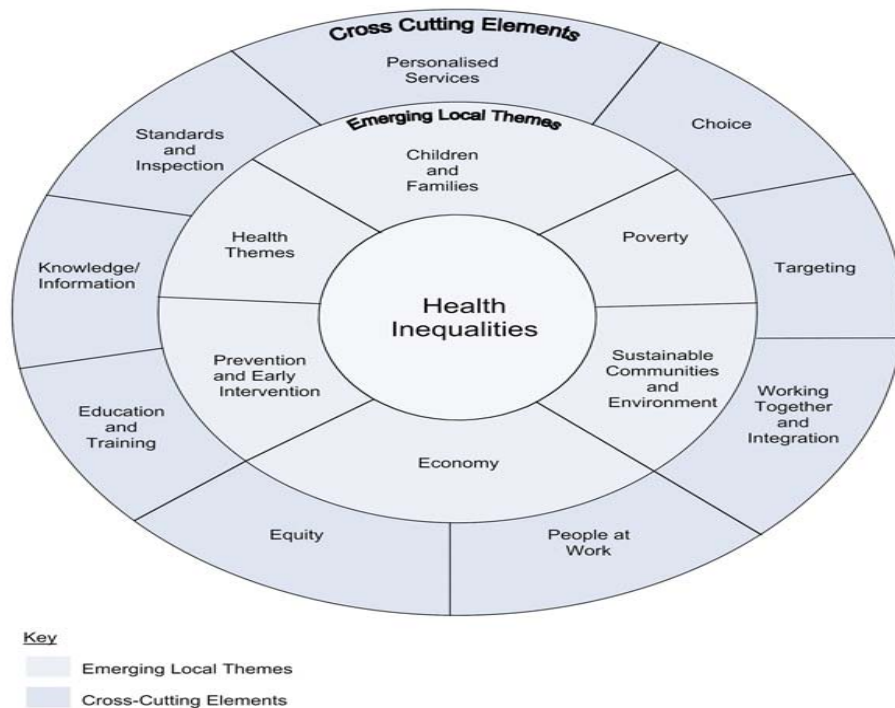 Cross Cutting Elements
Personalised
Services
Choice
Targeting
Working
Together
and
Integration
People at
Work
Equity
Education
and
Training
Knowledge/
Information
Standards
and
Inspection
Emerging Local Themes
Children
and
Families
Poverty
Sustainable
Communities
and
Environment
Economy
Prevention
and Early
Intervention
Health
Themes
Health
Inequalities
Key
Emerging Local Themes
Cross-Cutting Elements